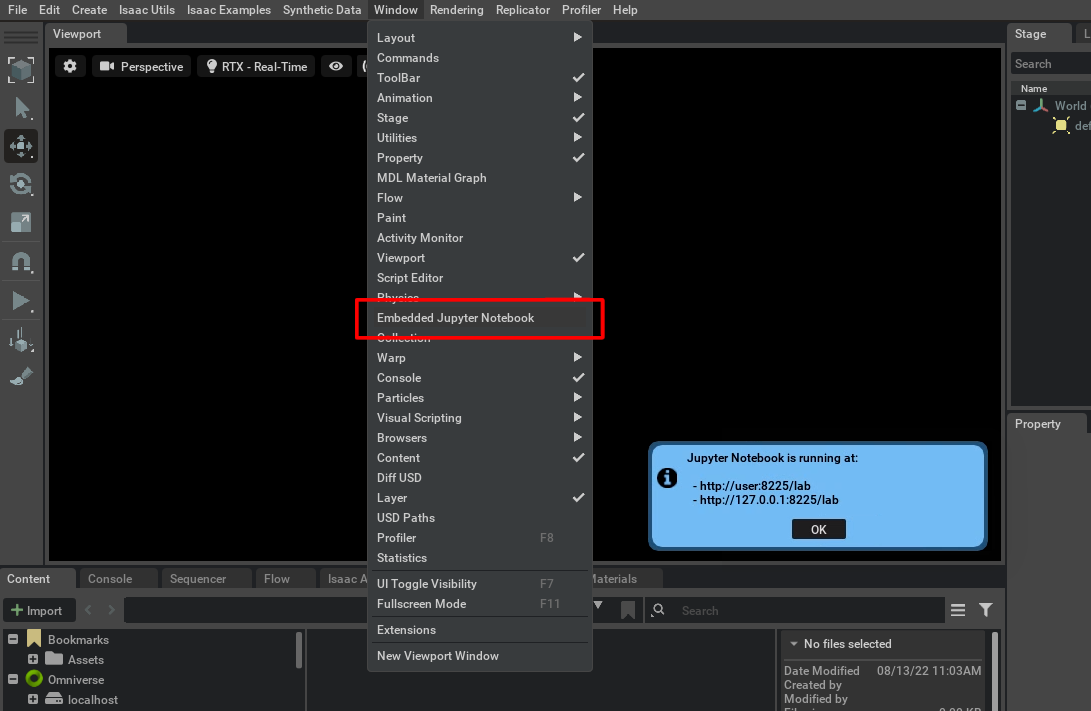 File Edit Create Isaac Utils Isaac Examples Synthetic Data Window Rendering Replicator Profiler Help
Viewport
Perspective
RTX - Real-Time
Layout
Commands
ToolBar
Animation
Stage
Utilities
Property
MDL Material Graph
Flow
Paint
Activity Monitor
Viewport
Script Editor
Physics
Embedded Jupyter Notebook
Collection
Warp
Console
Particles
Visual Scripting
Browsers
Content
Diff USD
Layer
USD Paths
Profiler F8
Statistics
UI Toggle Visibility F7
Fullscreen Mode F11
Extensions
New Viewport Window
Stage
Search
Name
World
def
Property
Jupyter Notebook is running at:
- http://user:8225/lab
- http://127.0.0.1:8225/lab
OK
Content Console Sequencer Flow Isaac A Materials
Import
Search
Bookmarks
Assets
Omniverse
localhost
No files selected
Date Modified 08/13/22 11:03AM
Created by
Modified by